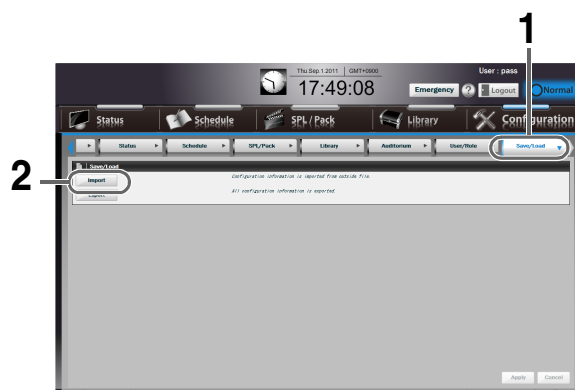 1
Thu.Sep 1.2011 GMT+0900
User : pass
17:49:08
Emergency ? Logout Normal
Status Schedule SPL/Pack Library Configuration
Status Schedule SPL/Pack Library Auditorium User/Role Save/Load
Save/Load
2
Import Configuration information is imported from outside file.
Export All configuration information is exported.
Apply Cancel